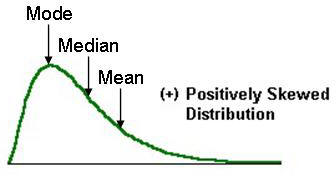 Mode
Median
Mean
(+) Positively Skewed
Distribution